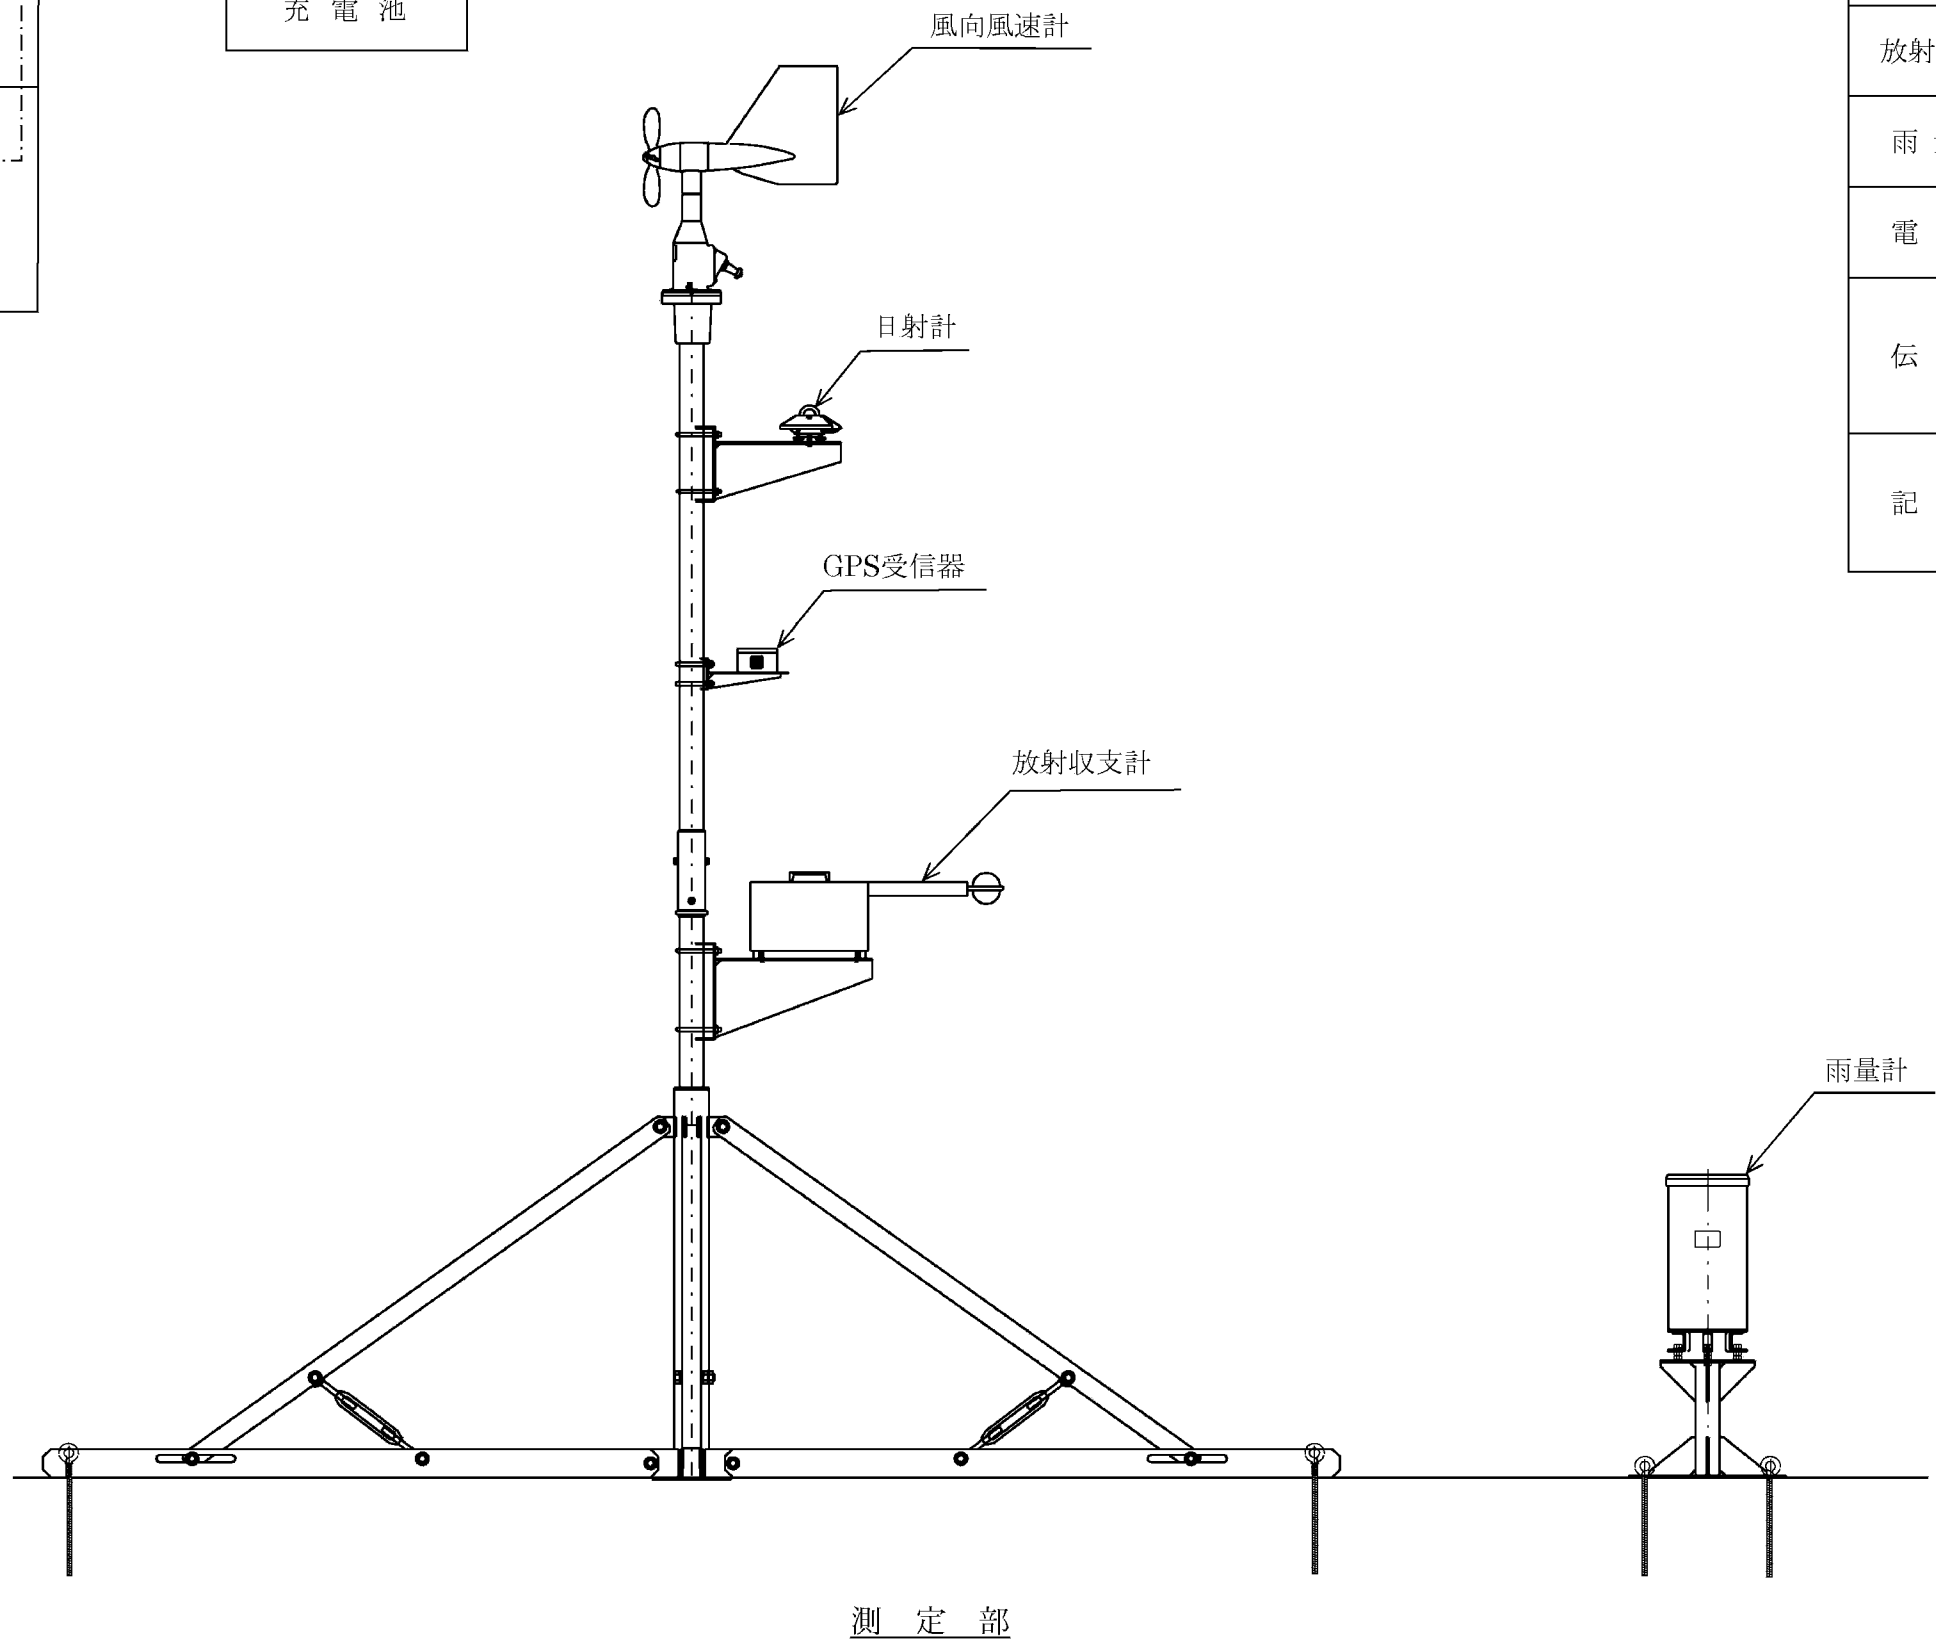 充電池
風向風速計
放射
雨
電
日射計
伝
記
GPS受信器
放射収支計
雨量計
測定部